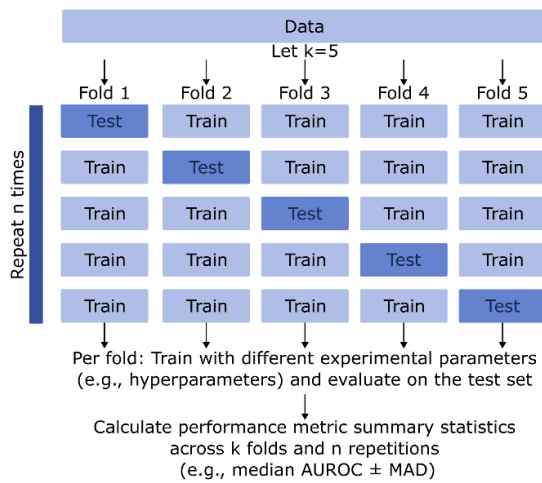 Data
Let k=5
Fold 1 Fold 2 Fold 3 Fold 4 Fold 5
Repeat n times
Test Train Train Train Train
Train Test Train Train Train
Train Train Test Train Train
Train Train Train Test Train
Train Train Train Train Test
Per fold: Train with different experimental parameters
(e.g., hyperparameters) and evaluate on the test set
Calculate performance metric summary statistics
across k folds and n repetitions
(e.g., median AUROC ± MAD)